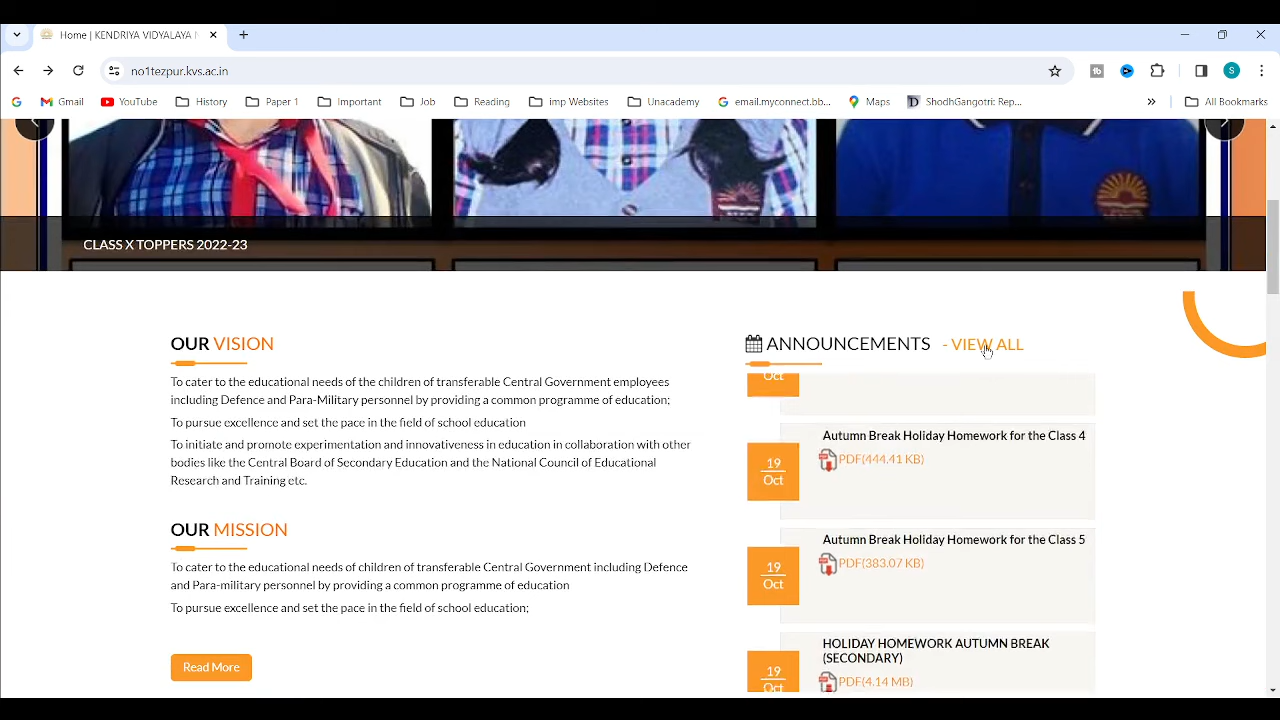 Home | KENDRIYA VIDYALAYA
no1tezpur.kvs.ac.in
S
Gmail
YouTube
History
Paper 1
Important
Job
Reading
imp Websites
Unacademy
email.myconnect.bb...
Maps
ShodhGangotri: Rep...
»
All Bookmarks
CLASS X TOPPERS 2022-23
OUR VISION
To cater to the educational needs of the children of transferable Central Government employees
including Defence and Para-Military personnel by providing a common programme of education;
To pursue excellence and set the pace in the field of school education
To initiate and promote experimentation and innovativeness in education in collaboration with other
bodies like the Central Board of Secondary Education and the National Council of Educational
Research and Training etc.
OUR MISSION
To cater to the educational needs of children of transferable Central Government including Defence
and Para-military personnel by providing a common programme of education
To pursue excellence and set the pace in the field of school education;
Read More
ANNOUNCEMENTS - VIEW ALL
Oct
Autumn Break Holiday Homework for the Class 4
PDF(444.41 KB)
19
Oct
Autumn Break Holiday Homework for the Class 5
PDF(383.07 KB)
19
Oct
HOLIDAY HOMEWORK AUTUMN BREAK
(SECONDARY)
PDF(4.14 MB)
19
Oct